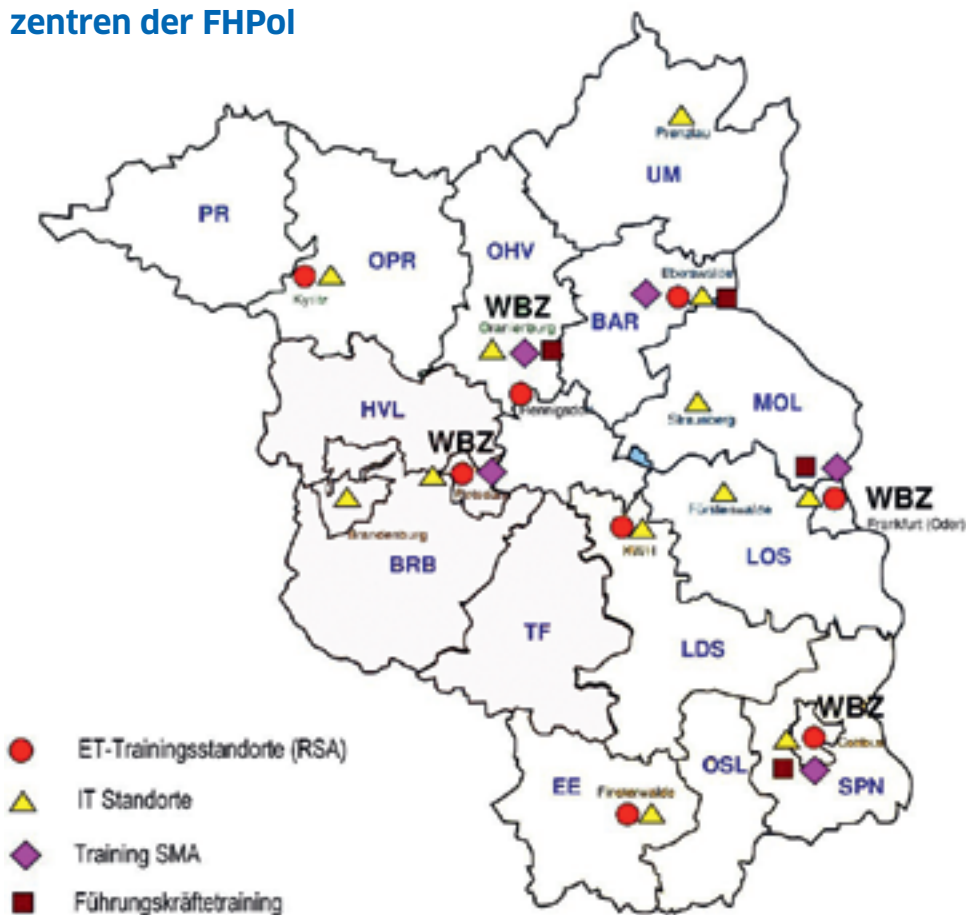 zentren der FHPol
Prenzlau
UM
PR
OPR
OHV
Kyritz
Eberswalde
WBZ
Oranienburg
BAR
Hennigsdorf
HVL
MOL
Strausberg
WBZ
Potsdam
WBZ
Frankfurt (Oder)
Fürstenwalde
Brandenburg
BRB
LOS
TF
LDS
WBZ
Cottbus
OSL
SPN
EE
Finsterwalde
ET-Trainingsstandorte (RSA)
IT Standorte
Training SMA
Führungskräftetraining